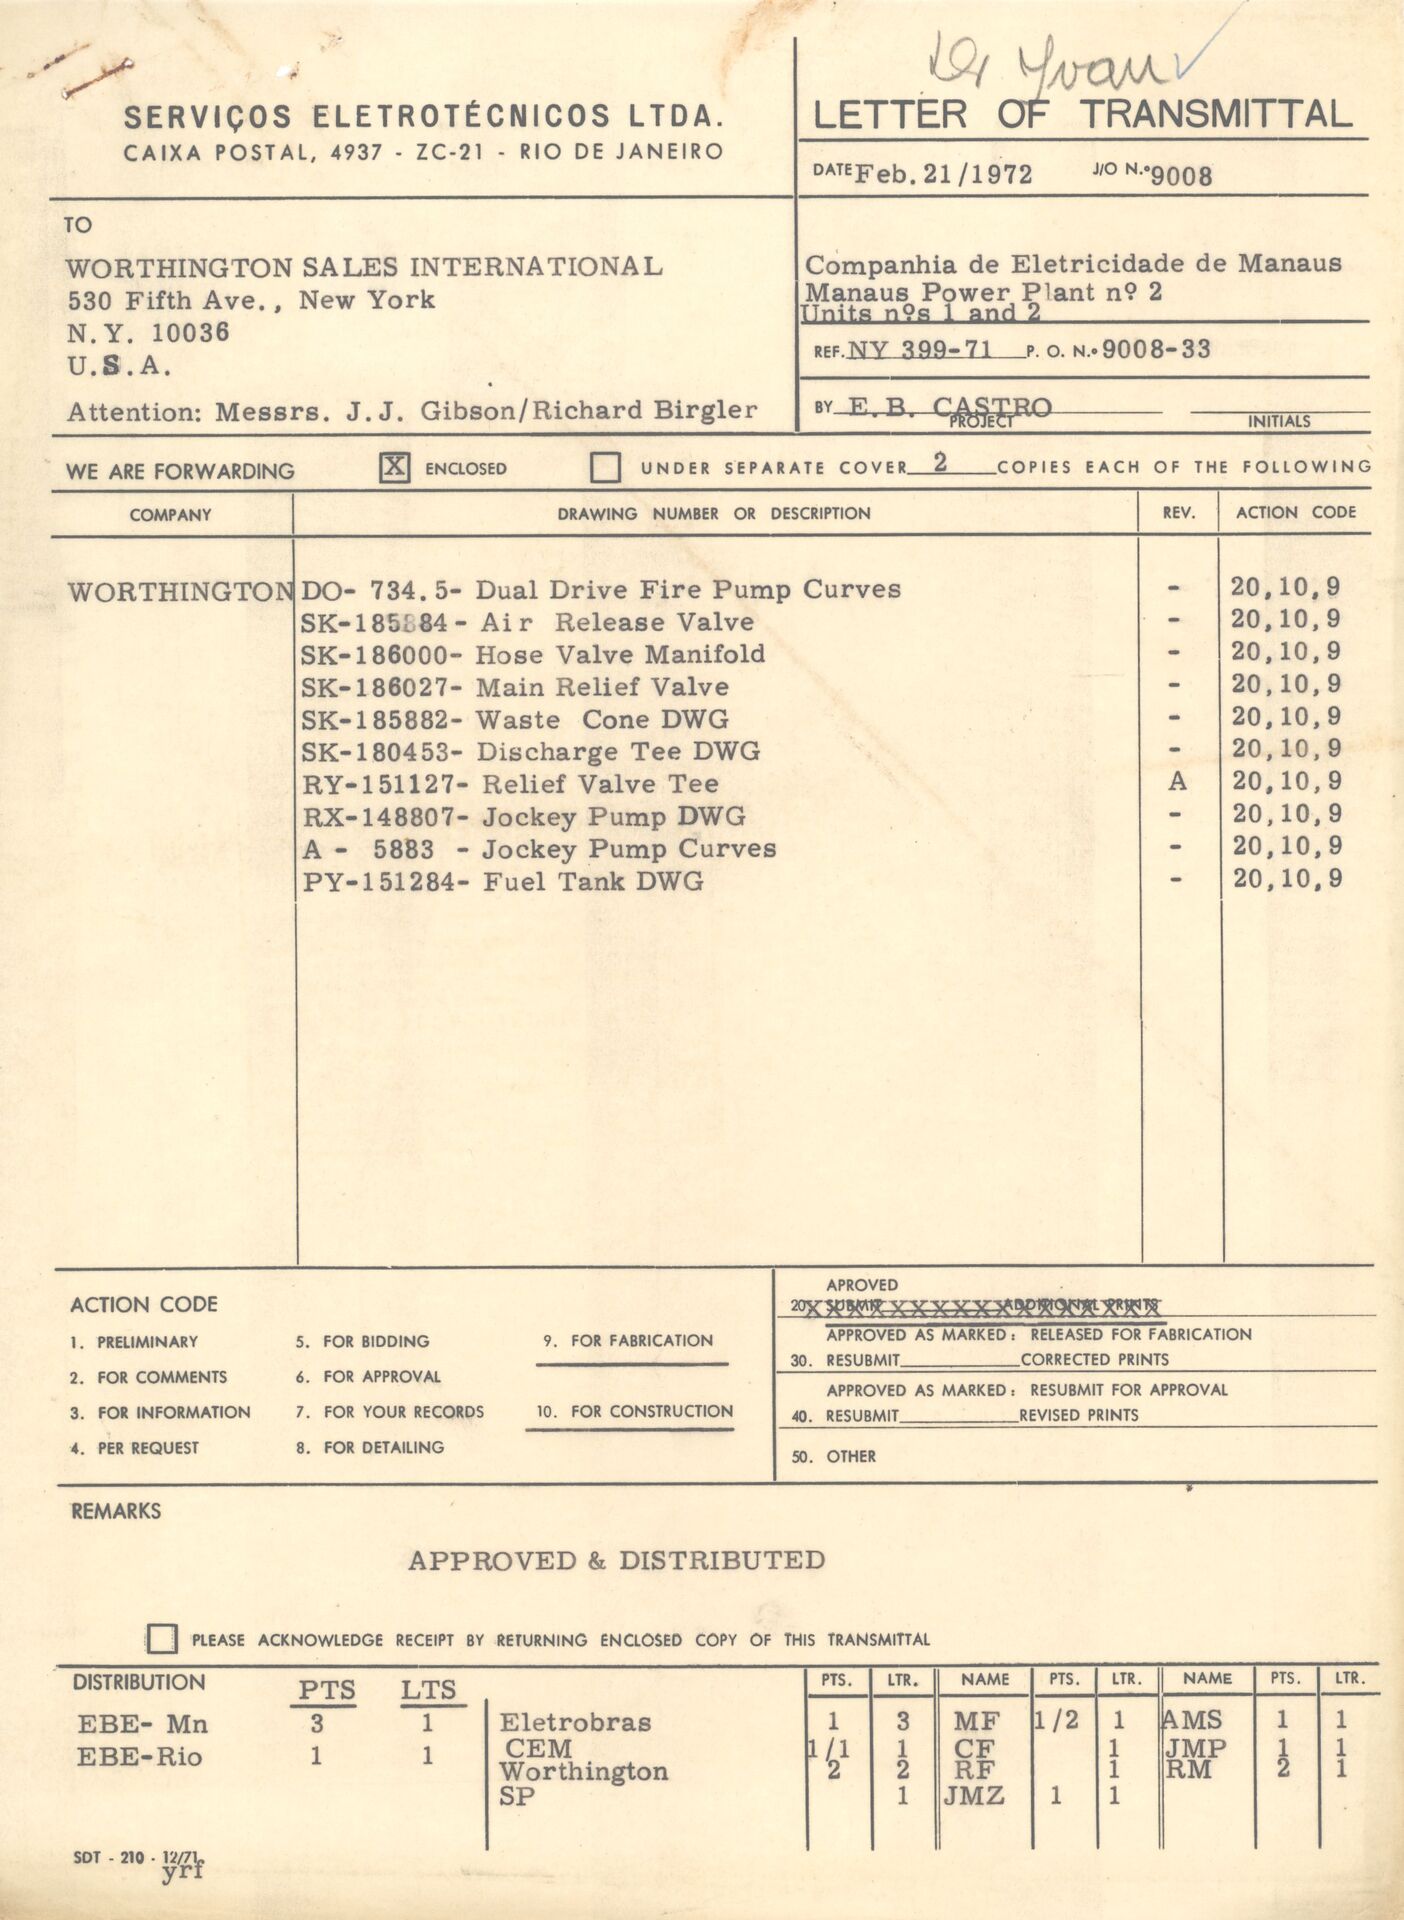 Dr Yvan
SERVIÇOS ELETROTÉCNICOS LTDA.
CAIXA POSTAL, 4937 - ZC-21 - RIO DE JANEIRO
LETTER OF TRANSMITTAL
DATE Feb. 21/1972 J/O N.º 9008
TO
WORTHINGTON SALES INTERNATIONAL
530 Fifth Ave., New York
N.Y. 10036
U.S.A.
Attention: Messrs. J.J. Gibson/Richard Birgler
Companhia de Eletricidade de Manaus
Manaus Power Plant nº 2
Units nºs 1 and 2
REF. NY 399-71 P. O. N.º 9008-33
BY E.B. CASTRO
PROJECT INITIALS
WE ARE FORWARDING X ENCLOSED UNDER SEPARATE COVER 2 COPIES EACH OF THE FOLLOWING
COMPANY DRAWING NUMBER OR DESCRIPTION REV. ACTION CODE
WORTHINGTON DO- 734.5- Dual Drive Fire Pump Curves - 20,10,9
SK-185884- Air Release Valve - 20,10,9
SK-186000- Hose Valve Manifold - 20,10,9
SK-186027- Main Relief Valve - 20,10,9
SK-185882- Waste Cone DWG - 20,10,9
SK-180453- Discharge Tee DWG - 20,10,9
RY-151127- Relief Valve Tee A 20,10,9
RX-148807- Jockey Pump DWG - 20,10,9
A - 5883 - Jockey Pump Curves - 20,10,9
PY-151284- Fuel Tank DWG - 20,10,9
ACTION CODE
1. PRELIMINARY 5. FOR BIDDING 9. FOR FABRICATION
2. FOR COMMENTS 6. FOR APPROVAL
3. FOR INFORMATION 7. FOR YOUR RECORDS 10. FOR CONSTRUCTION
4. PER REQUEST 8. FOR DETAILING
APROVED
20. SUBMIT ADDITIONAL PRINTS
APPROVED AS MARKED: RELEASED FOR FABRICATION
30. RESUBMIT CORRECTED PRINTS
APPROVED AS MARKED: RESUBMIT FOR APPROVAL
40. RESUBMIT REVISED PRINTS
50. OTHER
REMARKS
APPROVED & DISTRIBUTED
PLEASE ACKNOWLEDGE RECEIPT BY RETURNING ENCLOSED COPY OF THIS TRANSMITTAL
DISTRIBUTION PTS LTS PTS. LTR. NAME PTS. LTR. NAME PTS. LTR.
EBE- Mn 3 1 Eletrobras 1 3 MF 1/2 1 AMS 1 1
EBE-Rio 1 1 CEM 1/1 1 CF 1 JMP 1 1
Worthington 2 2 RF 1 RM 2 1
SP 1 JMZ 1 1
SDT - 210 - 12/71
yrf